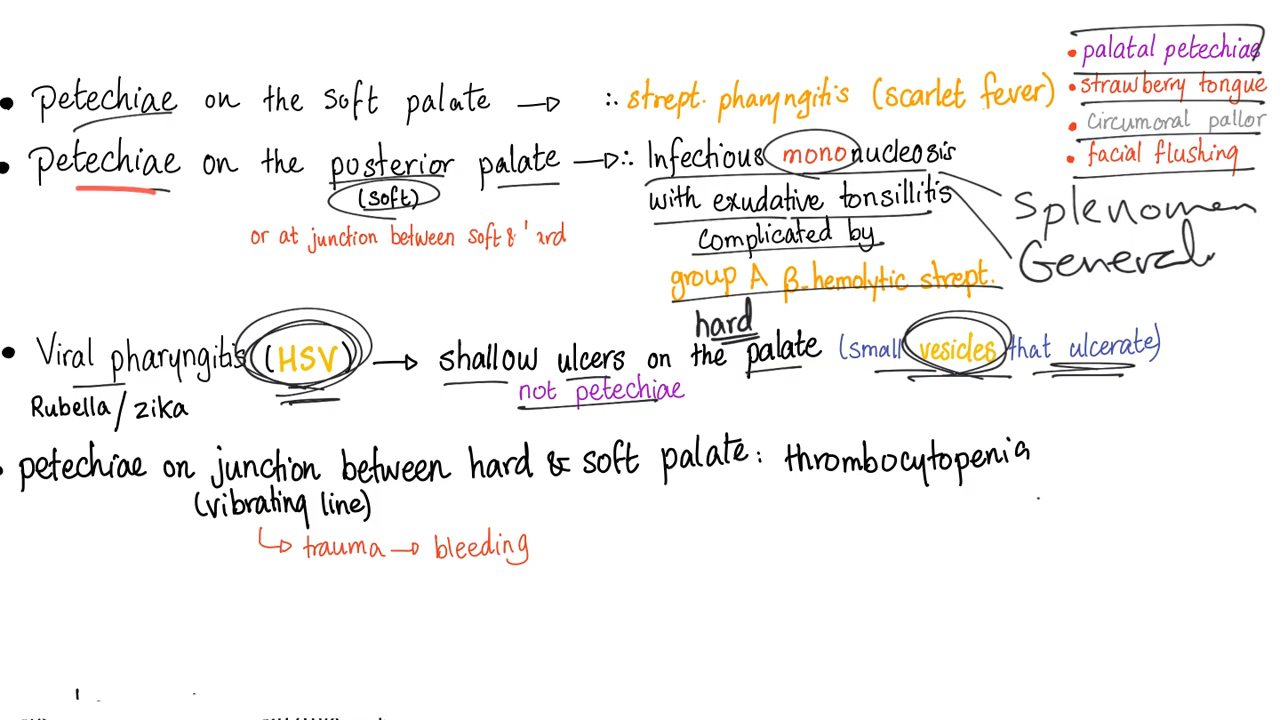 • petechiae on the soft palate → ∴ strept. pharyngitis (scarlet fever)
• palatal petechiae
• strawberry tongue
• circumoral pallor
• facial flushing
• Petechiae on the posterior palate → ∴ Infectious mononucleosis
(soft)
or at junction between soft &
with exudative tonsillitis
complicated by
group A β-hemolytic strept.
Splenomen
General
• Viral pharyngitis (HSV) → shallow ulcers on the hard palate (small vesicles that ulcerate)
not petechiae
Rubella / zika
• petechiae on junction between hard & soft palate: thrombocytopenia
(vibrating line)
↳ trauma → bleeding